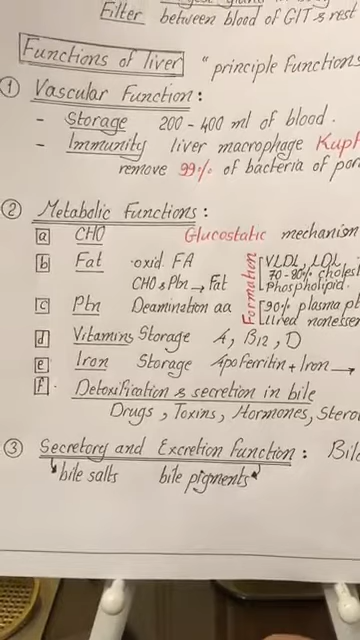 Filter between blood of GIT & rest
Functions of liver " principle functions
① Vascular Function :
- Storage 200 - 400 ml of blood.
- Immunity liver macrophage Kupf
remove 99% of bacteria of por
② Metabolic Functions :
a CHO Glucostatic mechanism
b Fat oxid. FA Formation VLDL, LDL
70-80% cholest
CHO & Ptn → Fat Phospholipid.
c Ptn Deamination aa 90% plasma pt
Urea nonesse
d Vitamins Storage A, B12, D
e Iron Storage Apoferritin + Iron →
f. Detoxification & secretion in bile
Drugs, Toxins, Hormones, Stero
③ Secretory and Excretion function : Bile
bile salts bile pigments